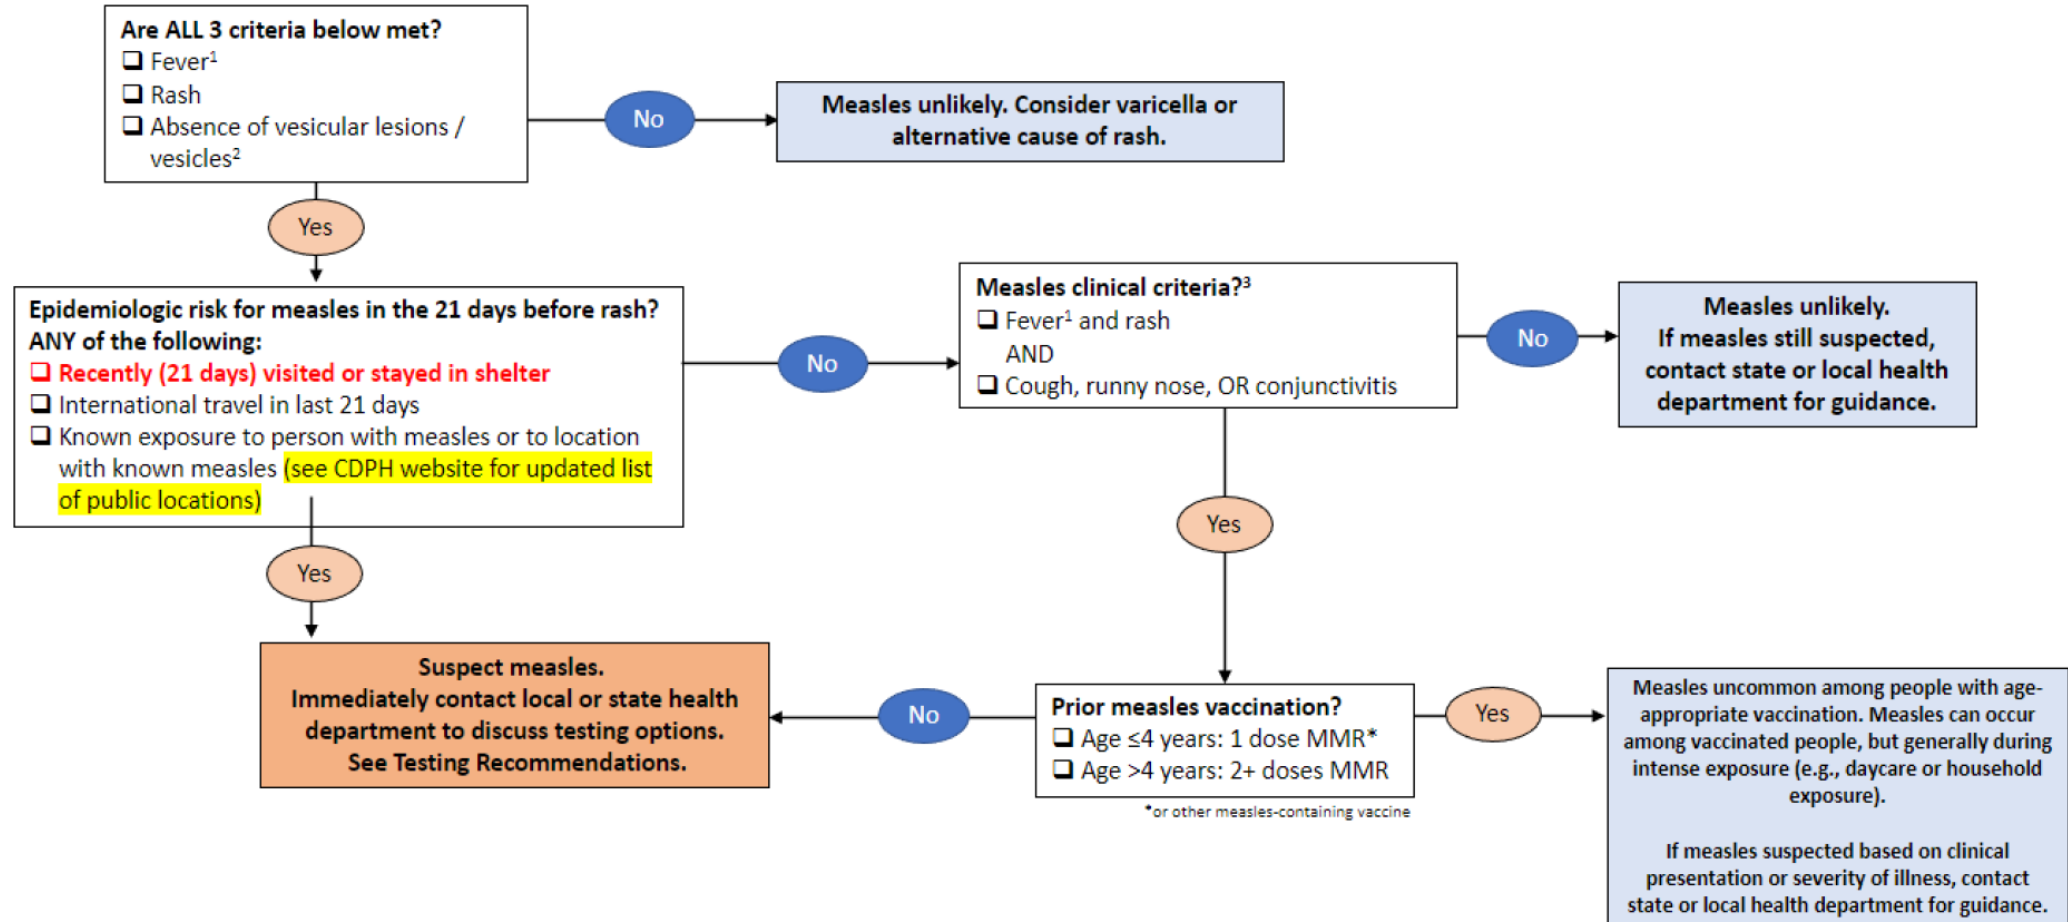 Are ALL 3 criteria below met?
❑ Fever¹
❑ Rash
❑ Absence of vesicular lesions /
vesicles²
No
Measles unlikely. Consider varicella or
alternative cause of rash.
Yes
Epidemiologic risk for measles in the 21 days before rash?
ANY of the following:
❑ Recently (21 days) visited or stayed in shelter
❑ International travel in last 21 days
❑ Known exposure to person with measles or to location
with known measles (see CDPH website for updated list
of public locations)
No
Measles clinical criteria?³
❑ Fever¹ and rash
AND
❑ Cough, runny nose, OR conjunctivitis
No
Measles unlikely.
If measles still suspected,
contact state or local health
department for guidance.
Yes
Yes
Suspect measles.
Immediately contact local or state health
department to discuss testing options.
See Testing Recommendations.
No
Prior measles vaccination?
❑ Age ≤4 years: 1 dose MMR*
❑ Age >4 years: 2+ doses MMR
*or other measles-containing vaccine
Yes
Measles uncommon among people with age-
appropriate vaccination. Measles can occur
among vaccinated people, but generally during
intense exposure (e.g., daycare or household
exposure).
If measles suspected based on clinical
presentation or severity of illness, contact
state or local health department for guidance.